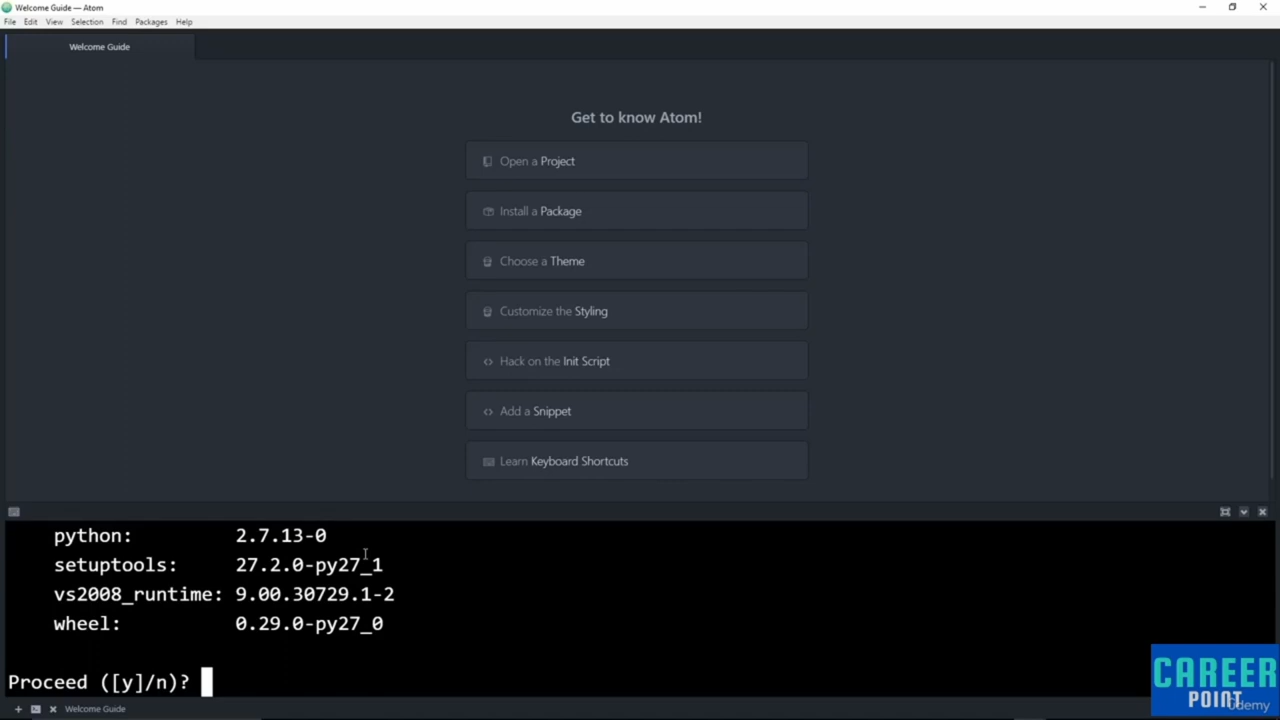 Welcome Guide — Atom
File Edit View Selection Find Packages Help
Welcome Guide
Get to know Atom!
Open a Project
Install a Package
Choose a Theme
Customize the Styling
Hack on the Init Script
Add a Snippet
Learn Keyboard Shortcuts
python: 2.7.13-0
setuptools: 27.2.0-py27_1
vs2008_runtime: 9.00.30729.1-2
wheel: 0.29.0-py27_0
Proceed ([y]/n)?
Welcome Guide
CAREER
POINT
Udemy